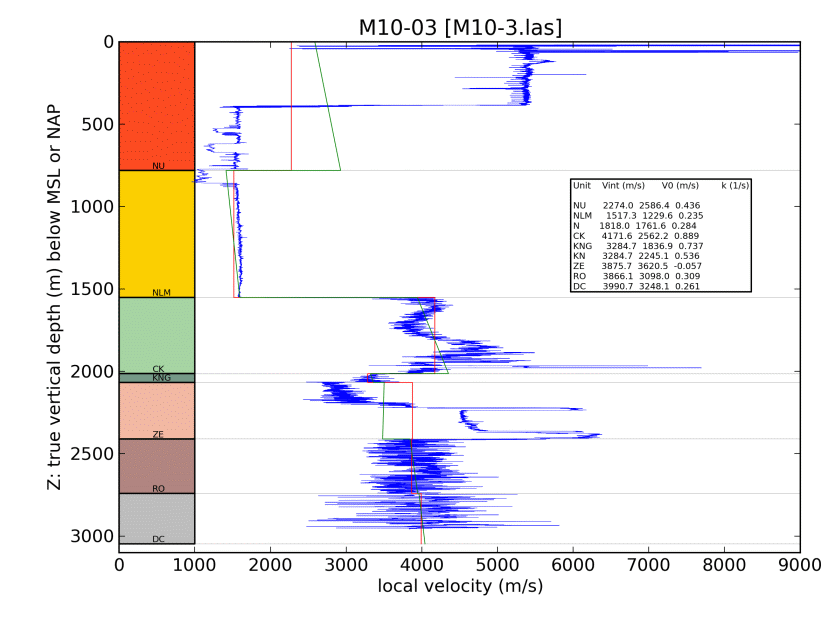 M10-03 [M10-3.las]
Z: true vertical depth (m) below MSL or NAP
0
500
1000
1500
2000
2500
3000
NU
NLM
CK
KNG
ZE
RO
DC
Unit Vint (m/s) V0 (m/s) k (1/s)
NU 2274.0 2586.4 0.436
NLM 1517.3 1229.6 0.235
N 1818.0 1761.6 0.284
CK 4171.6 2562.2 0.889
KNG 3284.7 1836.9 0.737
KN 3284.7 2245.1 0.536
ZE 3875.7 3620.5 -0.057
RO 3866.1 3098.0 0.309
DC 3990.7 3248.1 0.261
0 1000 2000 3000 4000 5000 6000 7000 8000 9000
local velocity (m/s)